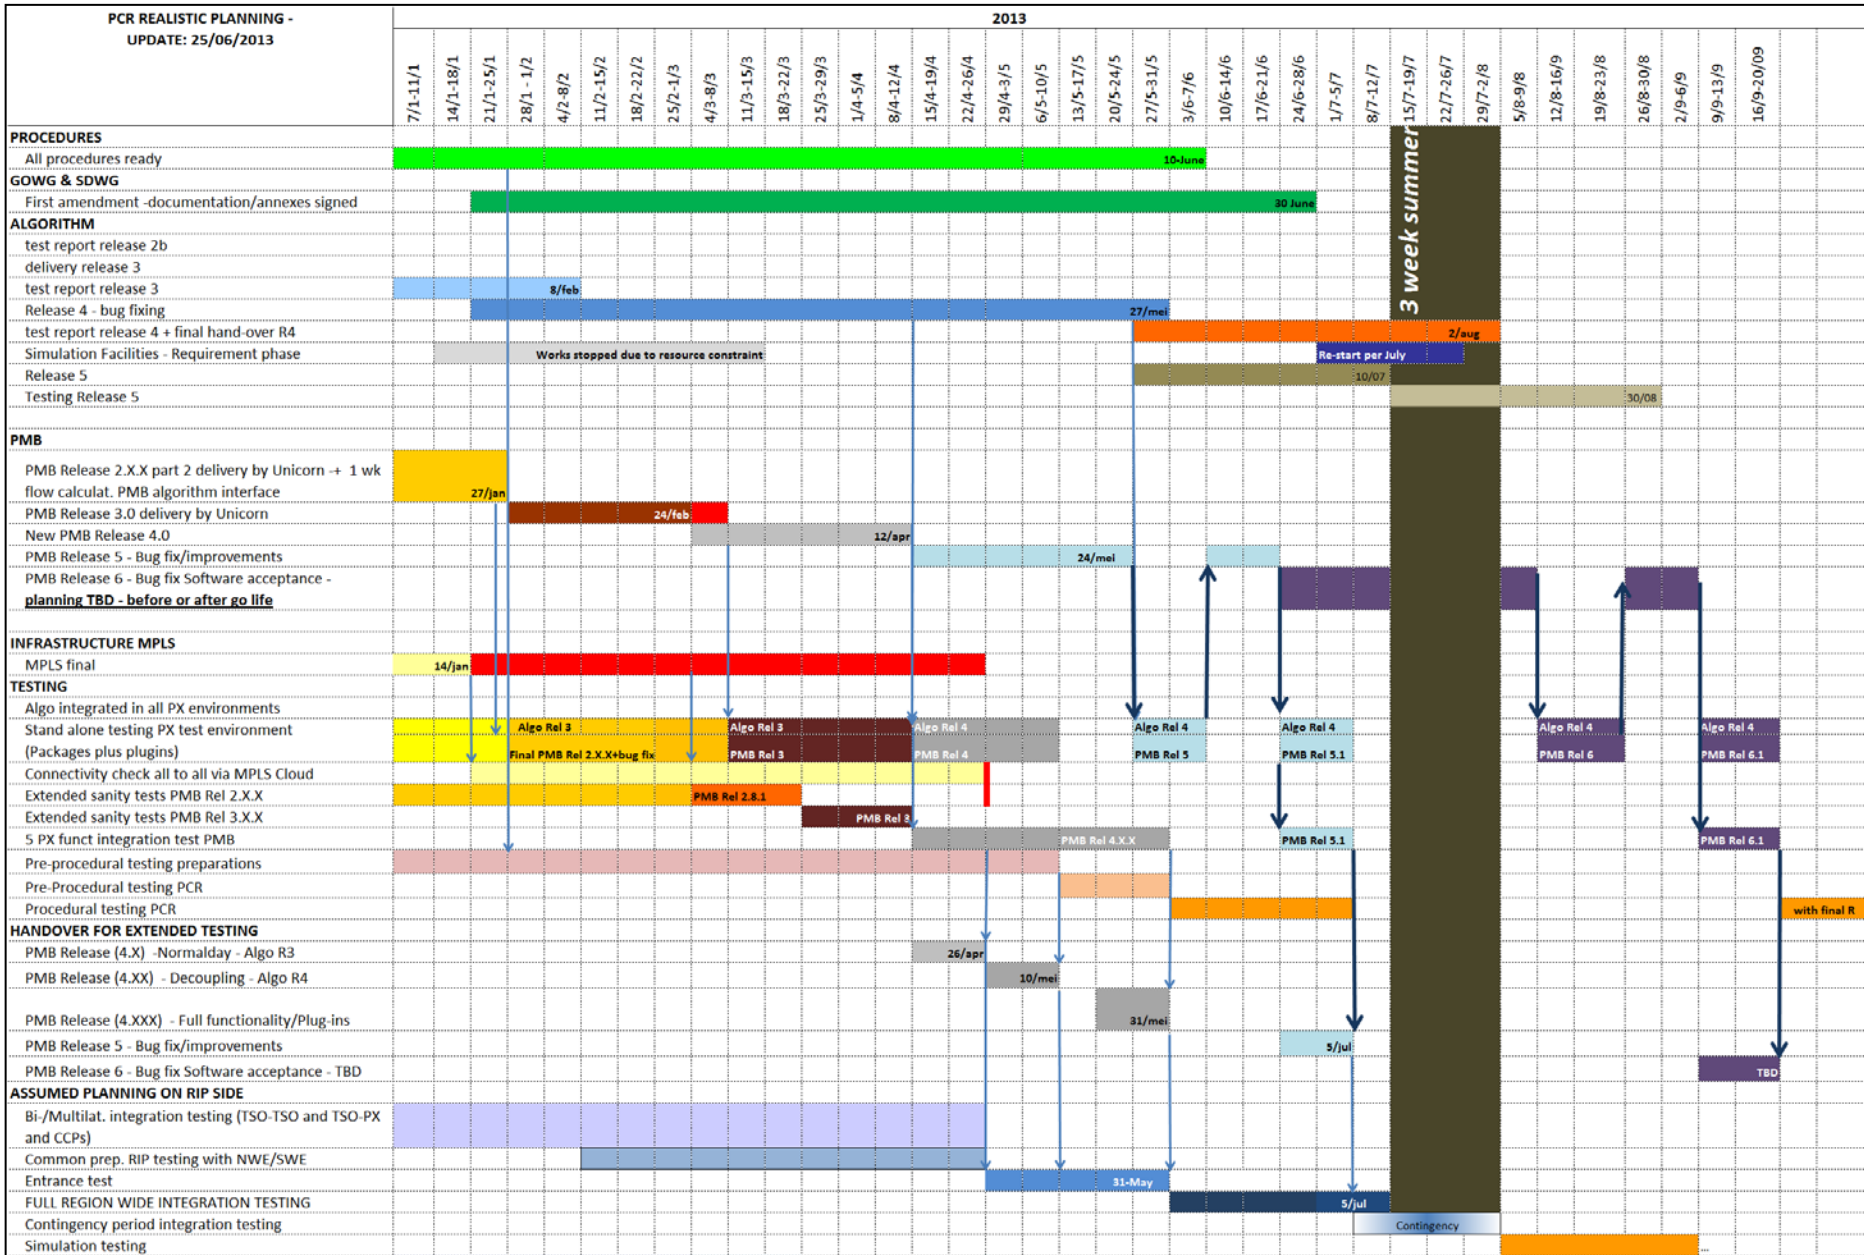 PCR REALISTIC PLANNING -
UPDATE: 25/06/2013
2013
7/1-11/1
14/1-18/1
21/1-25/1
28/1 - 1/2
4/2-8/2
11/2-15/2
18/2-22/2
25/2-1/3
4/3-8/3
11/3-15/3
18/3-22/3
25/3-29/3
1/4-5/4
8/4-12/4
15/4-19/4
22/4-26/4
29/4-3/5
6/5-10/5
13/5-17/5
20/5-24/5
27/5-31/5
3/6-7/6
10/6-14/6
17/6-21/6
24/6-28/6
1/7-5/7
8/7-12/7
15/7-19/7
22/7-26/7
29/7-2/8
5/8-9/8
12/8-16/9
19/8-23/8
26/8-30/8
2/9-6/9
9/9-13/9
16/9-20/09
3 week summer
PROCEDURES
All procedures ready
10-June
GOWG & SDWG
First amendment -documentation/annexes signed
30 June
ALGORITHM
test report release 2b
delivery release 3
test report release 3
8/feb
Release 4 - bug fixing
27/mei
test report release 4 + final hand-over R4
2/aug
Simulation Facilities - Requirement phase
Works stopped due to resource constraint
Re-start per July
Release 5
10/07
Testing Release 5
30/08
PMB
PMB Release 2.X.X part 2 delivery by Unicorn -+ 1 wk
flow calculat. PMB algorithm interface
27/jan
PMB Release 3.0 delivery by Unicorn
24/feb
New PMB Release 4.0
12/apr
PMB Release 5 - Bug fix/improvements
24/mei
PMB Release 6 - Bug fix Software acceptance -
planning TBD - before or after go life
INFRASTRUCTURE MPLS
MPLS final
14/jan
TESTING
Algo integrated in all PX environments
Stand alone testing PX test environment
Algo Rel 3
Algo Rel 3
Algo Rel 4
Algo Rel 4
Algo Rel 4
Algo Rel 4
Algo Rel 4
(Packages plus plugins)
Final PMB Rel 2.X.X+bug fix
PMB Rel 3
PMB Rel 4
PMB Rel 5
PMB Rel 5.1
PMB Rel 6
PMB Rel 6.1
Connectivity check all to all via MPLS Cloud
Extended sanity tests PMB Rel 2.X.X
PMB Rel 2.8.1
Extended sanity tests PMB Rel 3.X.X
PMB Rel 3
5 PX funct integration test PMB
PMB Rel 4.X.X
PMB Rel 5.1
PMB Rel 6.1
Pre-procedural testing preparations
Pre-Procedural testing PCR
Procedural testing PCR
with final R
HANDOVER FOR EXTENDED TESTING
PMB Release (4.X) -Normalday - Algo R3
26/apr
PMB Release (4.XX) - Decoupling - Algo R4
10/mei
PMB Release (4.XXX) - Full functionality/Plug-ins
31/mei
PMB Release 5 - Bug fix/improvements
5/jul
PMB Release 6 - Bug fix Software acceptance - TBD
TBD
ASSUMED PLANNING ON RIP SIDE
Bi-/Multilat. integration testing (TSO-TSO and TSO-PX
and CCPs)
Common prep. RIP testing with NWE/SWE
Entrance test
31-May
FULL REGION WIDE INTEGRATION TESTING
5/jul
Contingency period integration testing
Contingency
Simulation testing
...